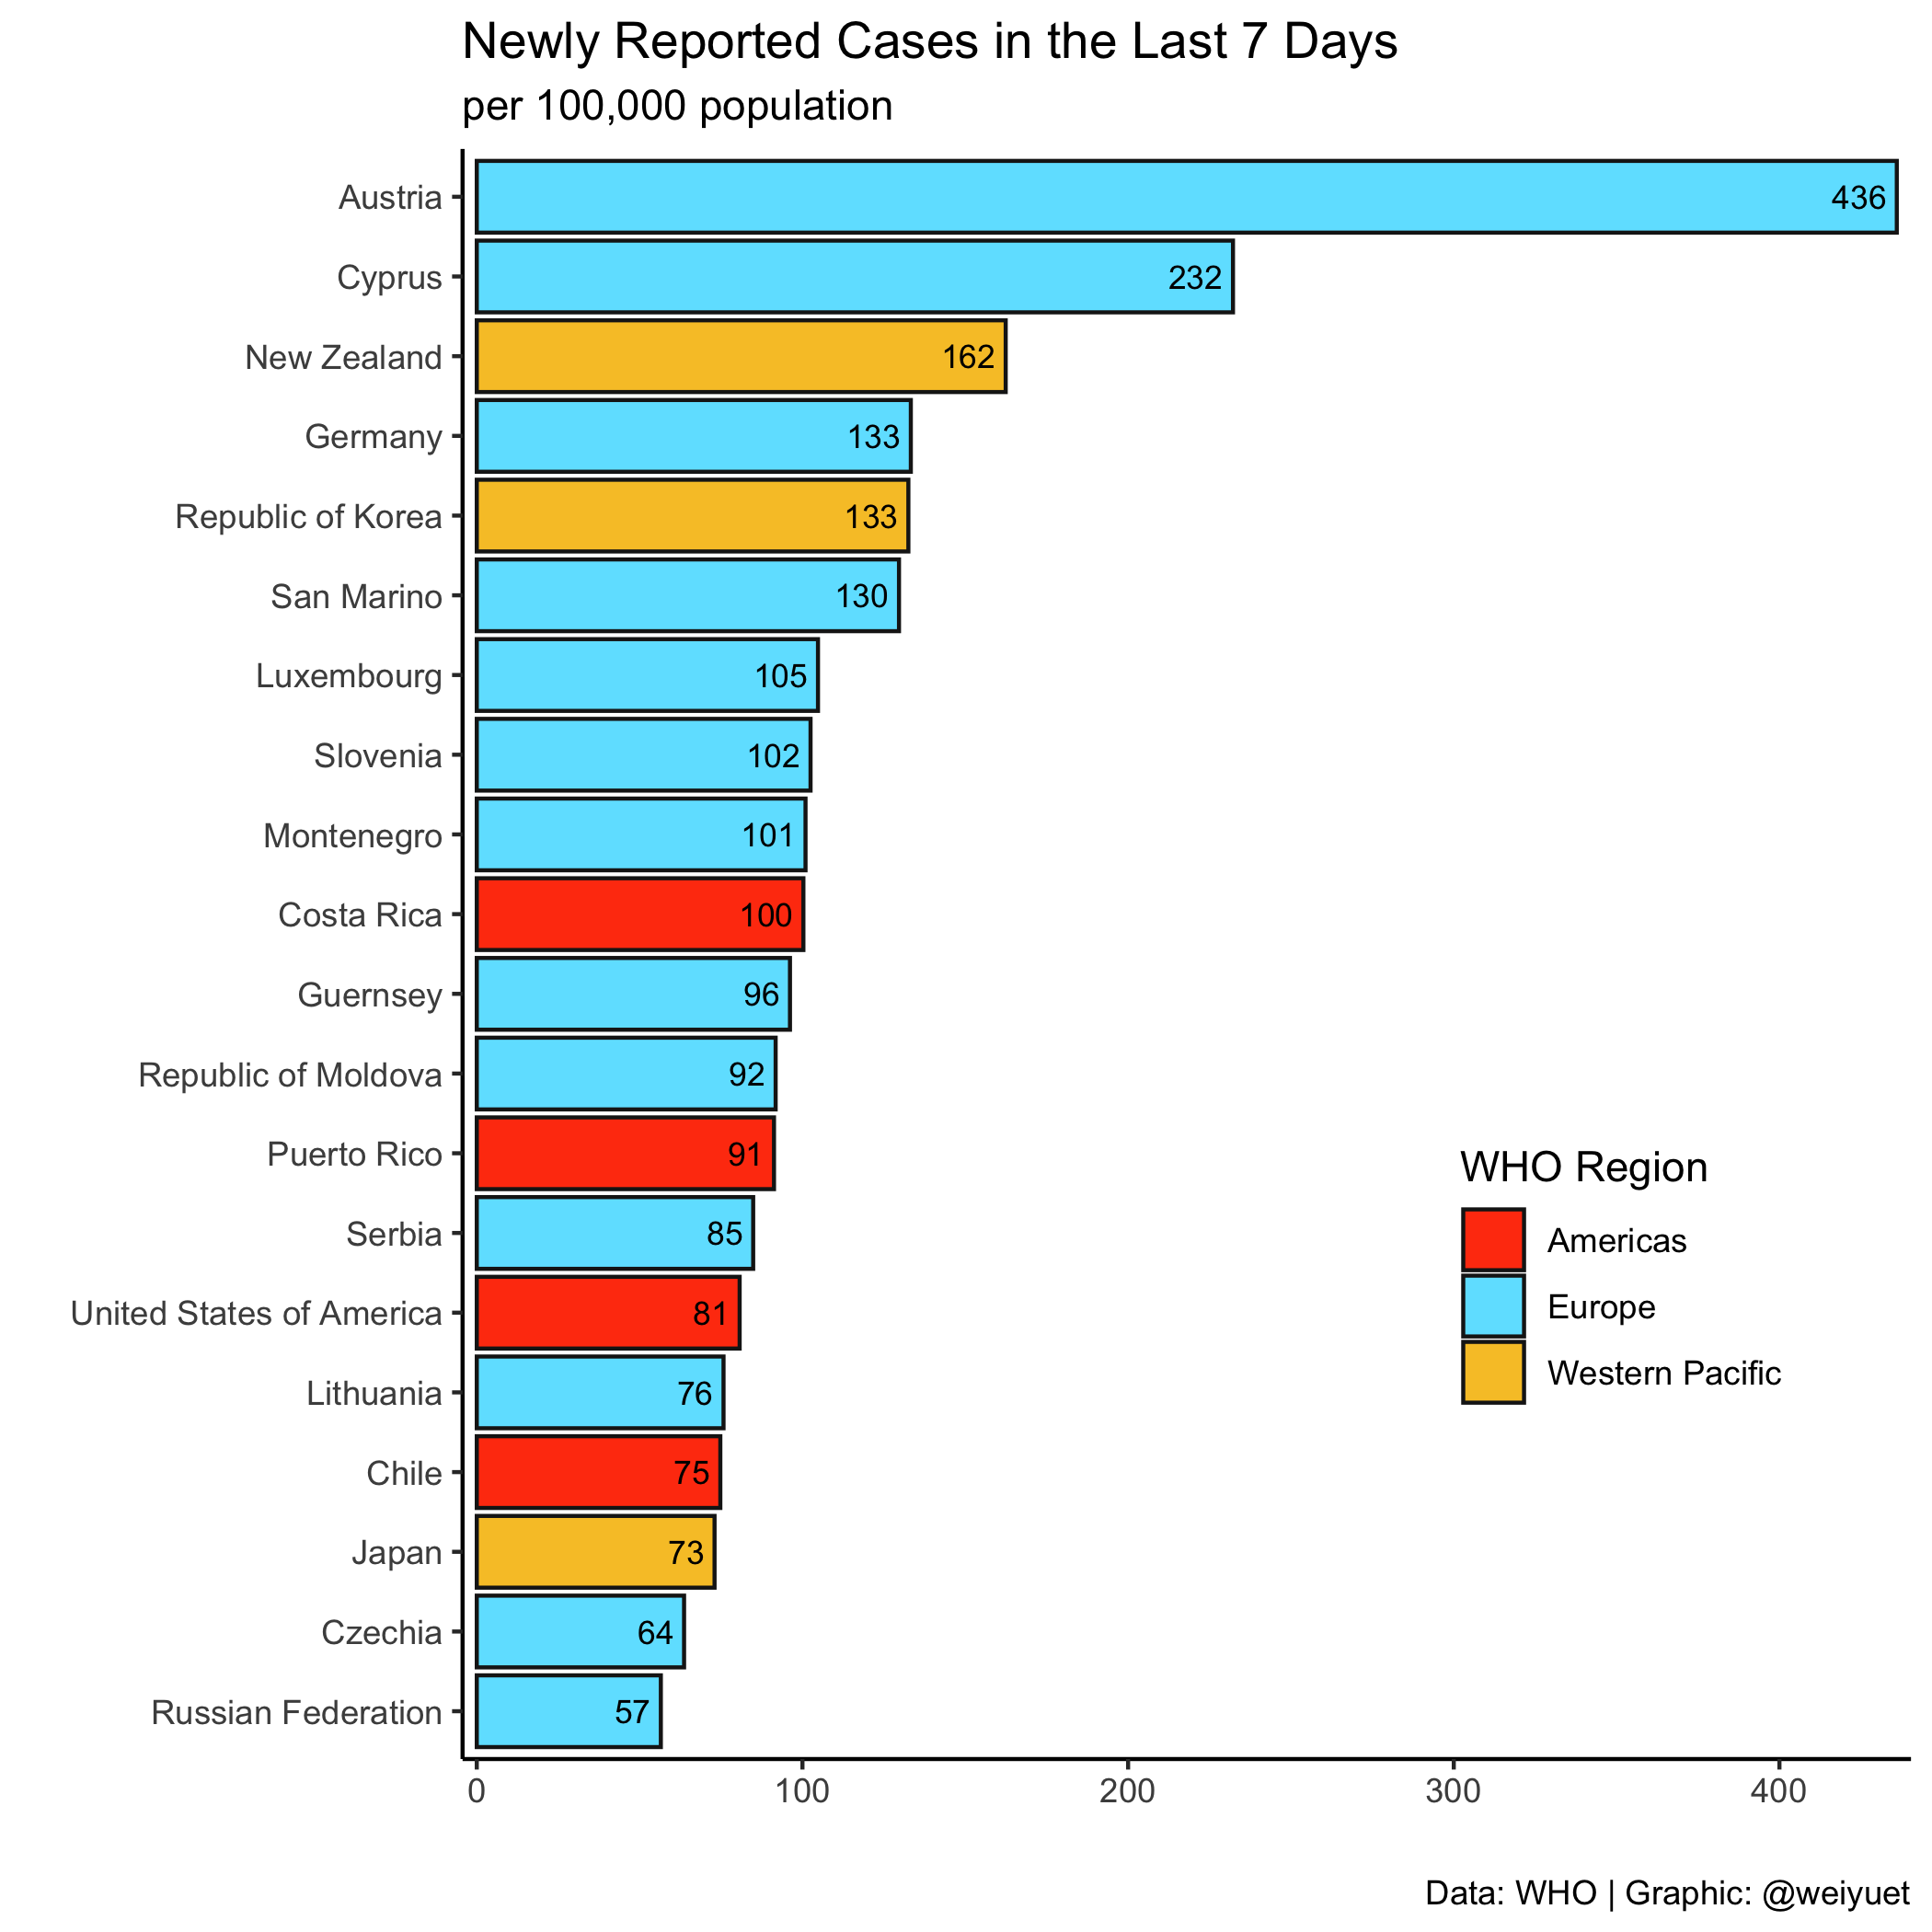 Newly Reported Cases in the Last 7 Days
per 100,000 population
Austria 436
Cyprus 232
New Zealand 162
Germany 133
Republic of Korea 133
San Marino 130
Luxembourg 105
Slovenia 102
Montenegro 101
Costa Rica 100
Guernsey 96
Republic of Moldova 92
Puerto Rico 91
Serbia 85
United States of America 81
Lithuania 76
Chile 75
Japan 73
Czechia 64
Russian Federation 57
WHO Region
Americas
Europe
Western Pacific
0 100 200 300 400
Data: WHO | Graphic: @weiyuet